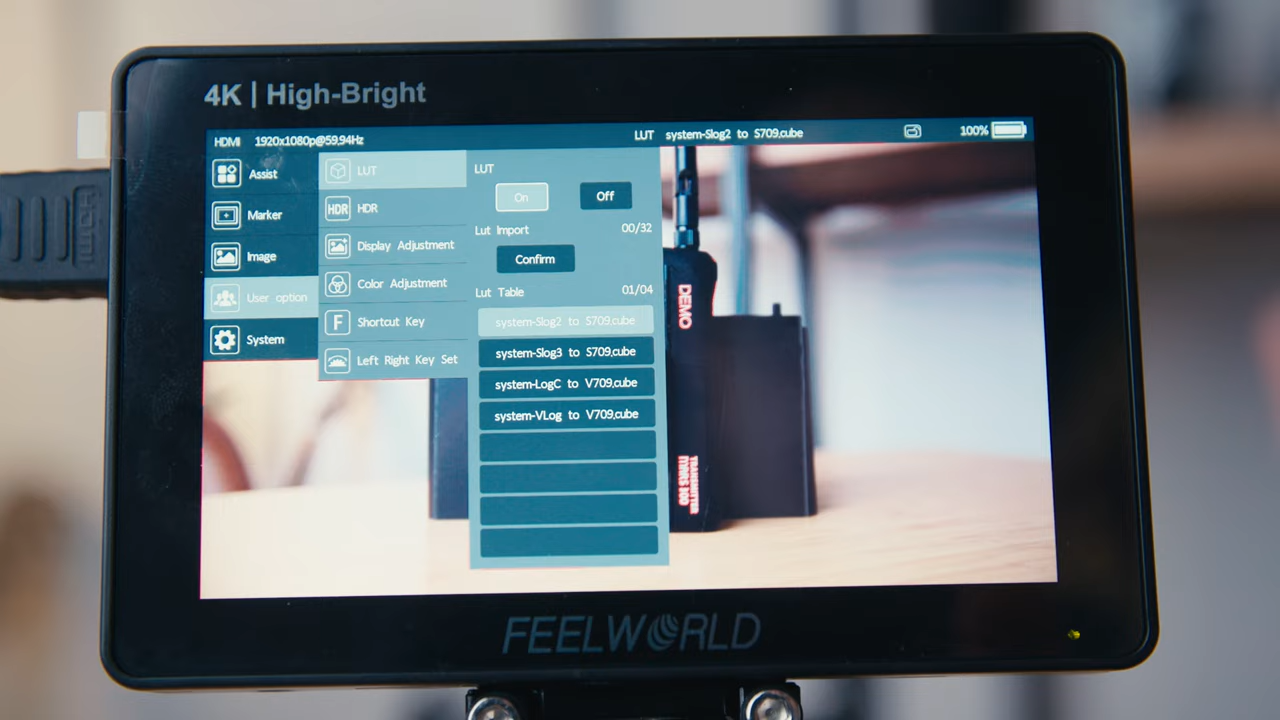 4K | High-Bright
HDMI 1920x1080p@59.94Hz LUT system-Slog2 to S709.cube 100%
Assist
Marker
Image
User option
System
LUT
HDR HDR
Display Adjustment
Color Adjustment
F Shortcut Key
Left Right Key Set
LUT
On Off
Lut Import 00/32
Confirm
Lut Table 01/04
system-Slog2 to S709.cube
system-Slog3 to S709.cube
system-LogC to V709.cube
system-VLog to V709.cube
DEMO
TRANSMITTER
FEELWORLD
HDMI